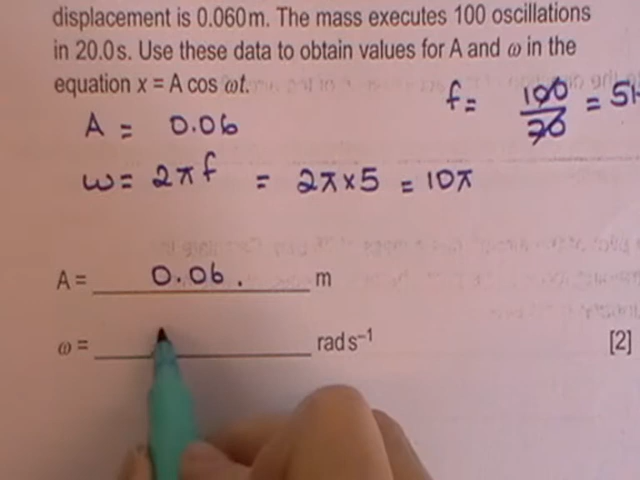 displacement is 0.060 m. The mass executes 100 oscillations
in 20.0 s. Use these data to obtain values for A and ω in the
equation x = A cos ωt.
f = 100/20 = 5H
A = 0.06
ω = 2πf = 2π×5 = 10π
A = 0.06. m
ω = rad s⁻¹ [2]